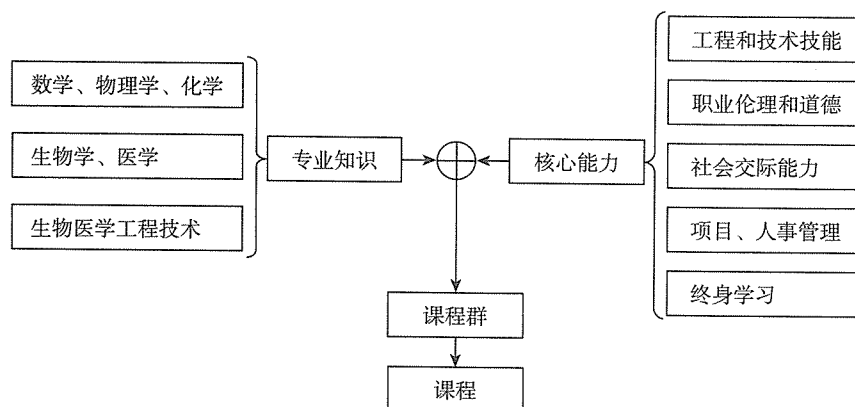 数学、物理学、化学
生物学、医学
生物医学工程技术
专业知识
核心能力
工程和技术技能
职业伦理和道德
社会交际能力
项目、人事管理
终身学习
课程群
课程